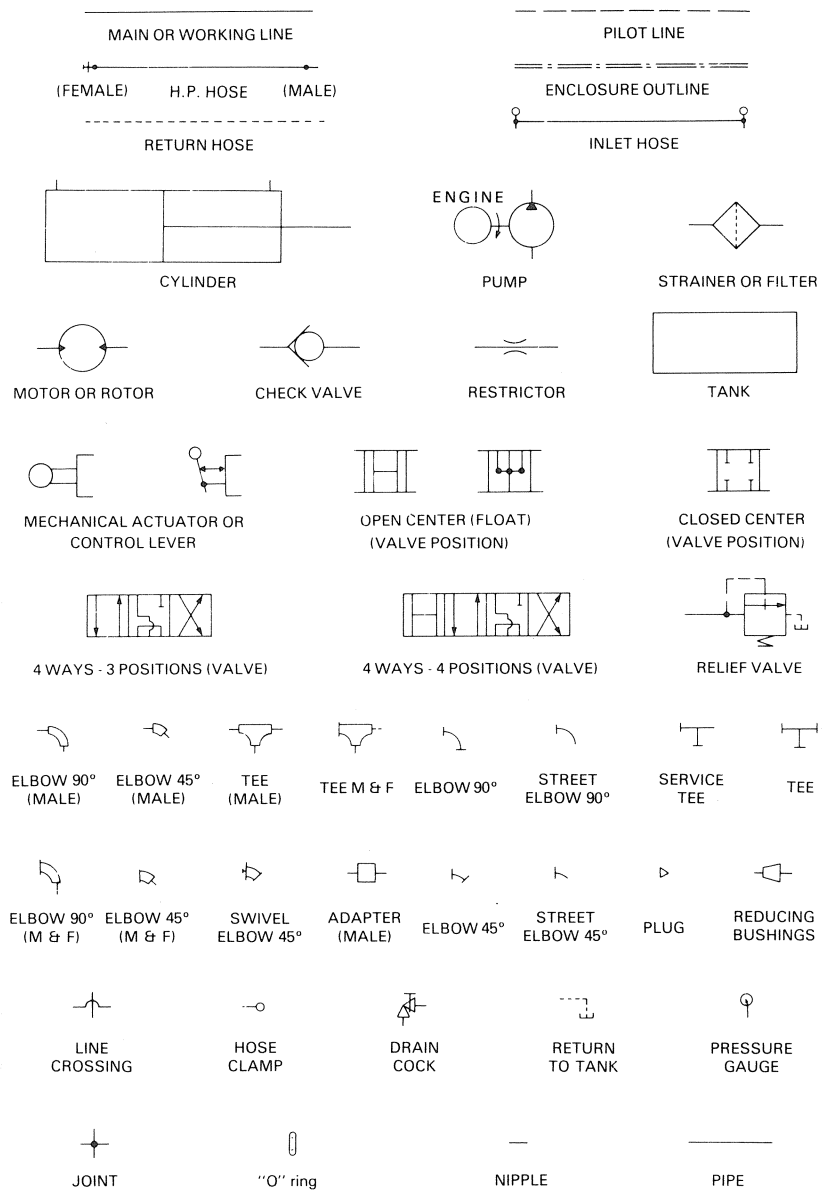 MAIN OR WORKING LINE
PILOT LINE
(FEMALE) H.P. HOSE (MALE)
ENCLOSURE OUTLINE
RETURN HOSE
INLET HOSE
ENGINE
CYLINDER
PUMP
STRAINER OR FILTER
MOTOR OR ROTOR
CHECK VALVE
RESTRICTOR
TANK
MECHANICAL ACTUATOR OR
CONTROL LEVER
OPEN CENTER (FLOAT)
(VALVE POSITION)
CLOSED CENTER
(VALVE POSITION)
4 WAYS - 3 POSITIONS (VALVE)
4 WAYS - 4 POSITIONS (VALVE)
RELIEF VALVE
ELBOW 90°
(MALE)
ELBOW 45°
(MALE)
TEE
(MALE)
TEE M & F
ELBOW 90°
STREET
ELBOW 90°
SERVICE
TEE
TEE
ELBOW 90°
(M & F)
ELBOW 45°
(M & F)
SWIVEL
ELBOW 45°
ADAPTER
(MALE)
ELBOW 45°
STREET
ELBOW 45°
PLUG
REDUCING
BUSHINGS
LINE
CROSSING
HOSE
CLAMP
DRAIN
COCK
RETURN
TO TANK
PRESSURE
GAUGE
JOINT
"O" ring
NIPPLE
PIPE